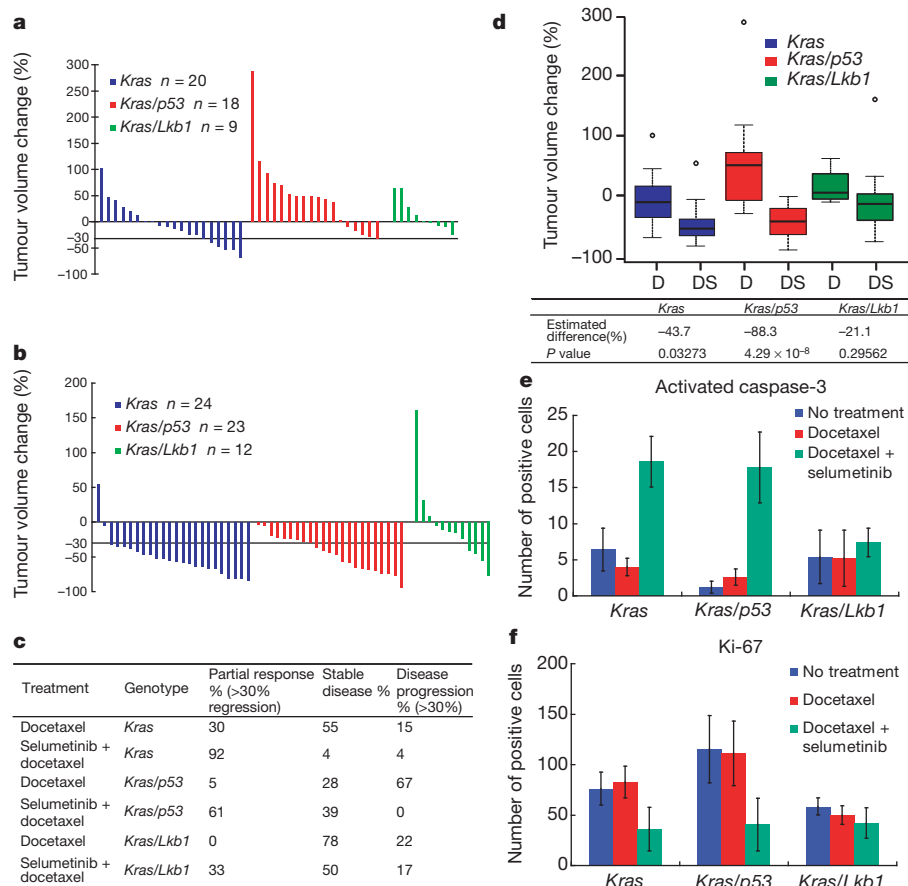 a
Tumour volume change (%)
300
250
200
150
100
50
0
−30
−50
−100
Kras n = 20
Kras/p53 n = 18
Kras/Lkb1 n = 9
b
Tumour volume change (%)
200
150
100
50
0
−30
−50
−100
Kras n = 24
Kras/p53 n = 23
Kras/Lkb1 n = 12
c
Treatment Genotype Partial response % (>30% regression) Stable disease % Disease progression % (>30%)
Docetaxel Kras 30 55 15
Selumetinib + docetaxel Kras 92 4 4
Docetaxel Kras/p53 5 28 67
Selumetinib + docetaxel Kras/p53 61 39 0
Docetaxel Kras/Lkb1 0 78 22
Selumetinib + docetaxel Kras/Lkb1 33 50 17
d
Tumour volume change (%)
300
100
0
−100
Kras
Kras/p53
Kras/Lkb1
D DS D DS D DS
Kras Kras/p53 Kras/Lkb1
Estimated difference(%) −43.7 −88.3 −21.1
P value 0.03273 4.29 × 10⁻⁸ 0.29562
e
Activated caspase-3
Number of positive cells
25
20
15
10
5
0
No treatment
Docetaxel
Docetaxel +
selumetinib
Kras Kras/p53 Kras/Lkb1
f
Ki-67
Number of positive cells
200
150
100
50
0
No treatment
Docetaxel
Docetaxel +
selumetinib
Kras Kras/p53 Kras/Lkb1